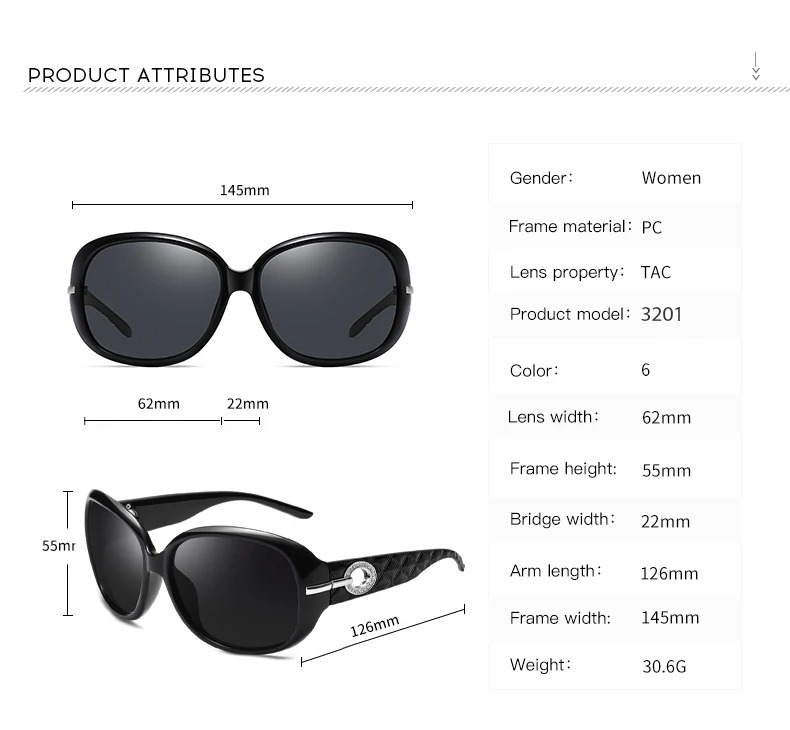 PRODUCT ATTRIBUTES
145mm
62mm 22mm
55mm
126mm
Gender: Women
Frame material: PC
Lens property: TAC
Product model: 3201
Color: 6
Lens width: 62mm
Frame height: 55mm
Bridge width: 22mm
Arm length: 126mm
Frame width: 145mm
Weight: 30.6G